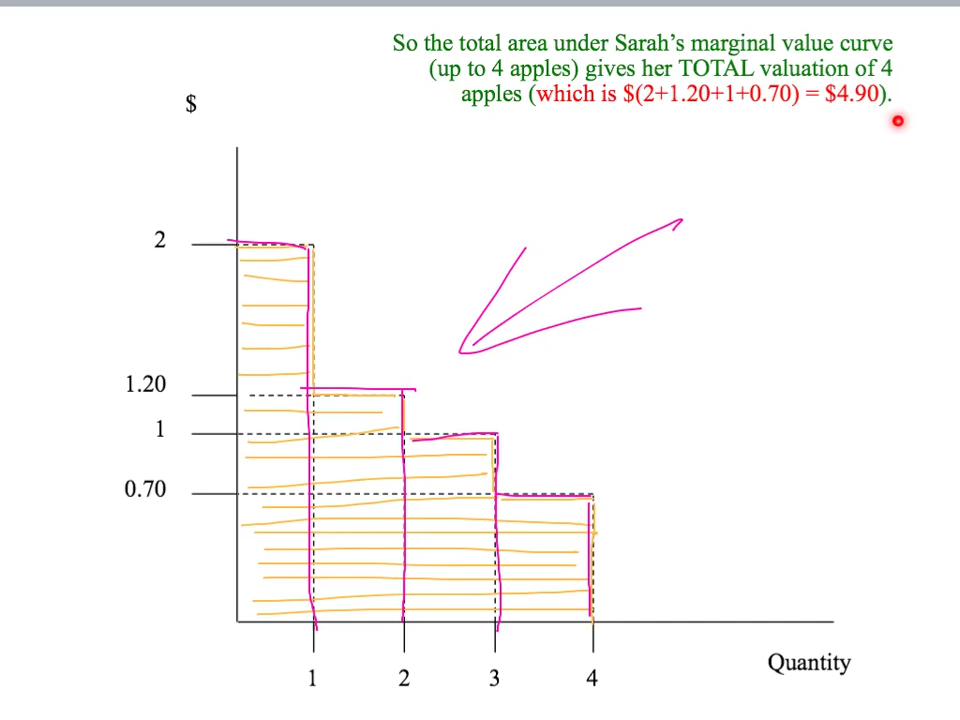 So the total area under Sarah's marginal value curve
(up to 4 apples) gives her TOTAL valuation of 4
apples (which is $(2+1.20+1+0.70) = $4.90).
$
2
1.20
1
0.70
1 2 3 4
Quantity